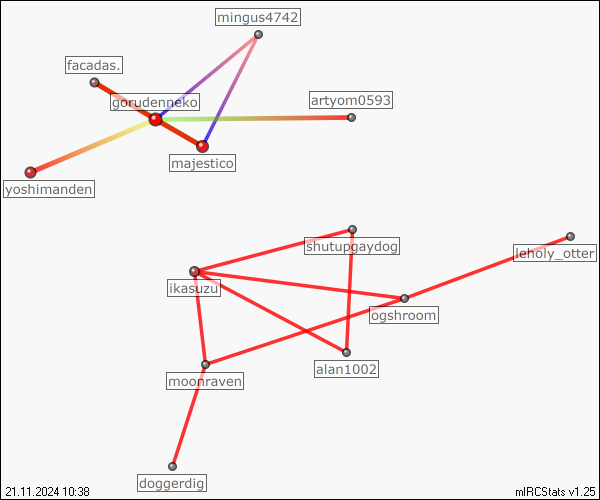 mingus4742
facadas.
gorudenneko
artyom0593
majestico
yoshimanden
shutupgaydog
leholy_otter
ikasuzu
ogshroom
alan1002
moonraven
doggerdig
21.11.2024 10:38
mIRCStats v1.25